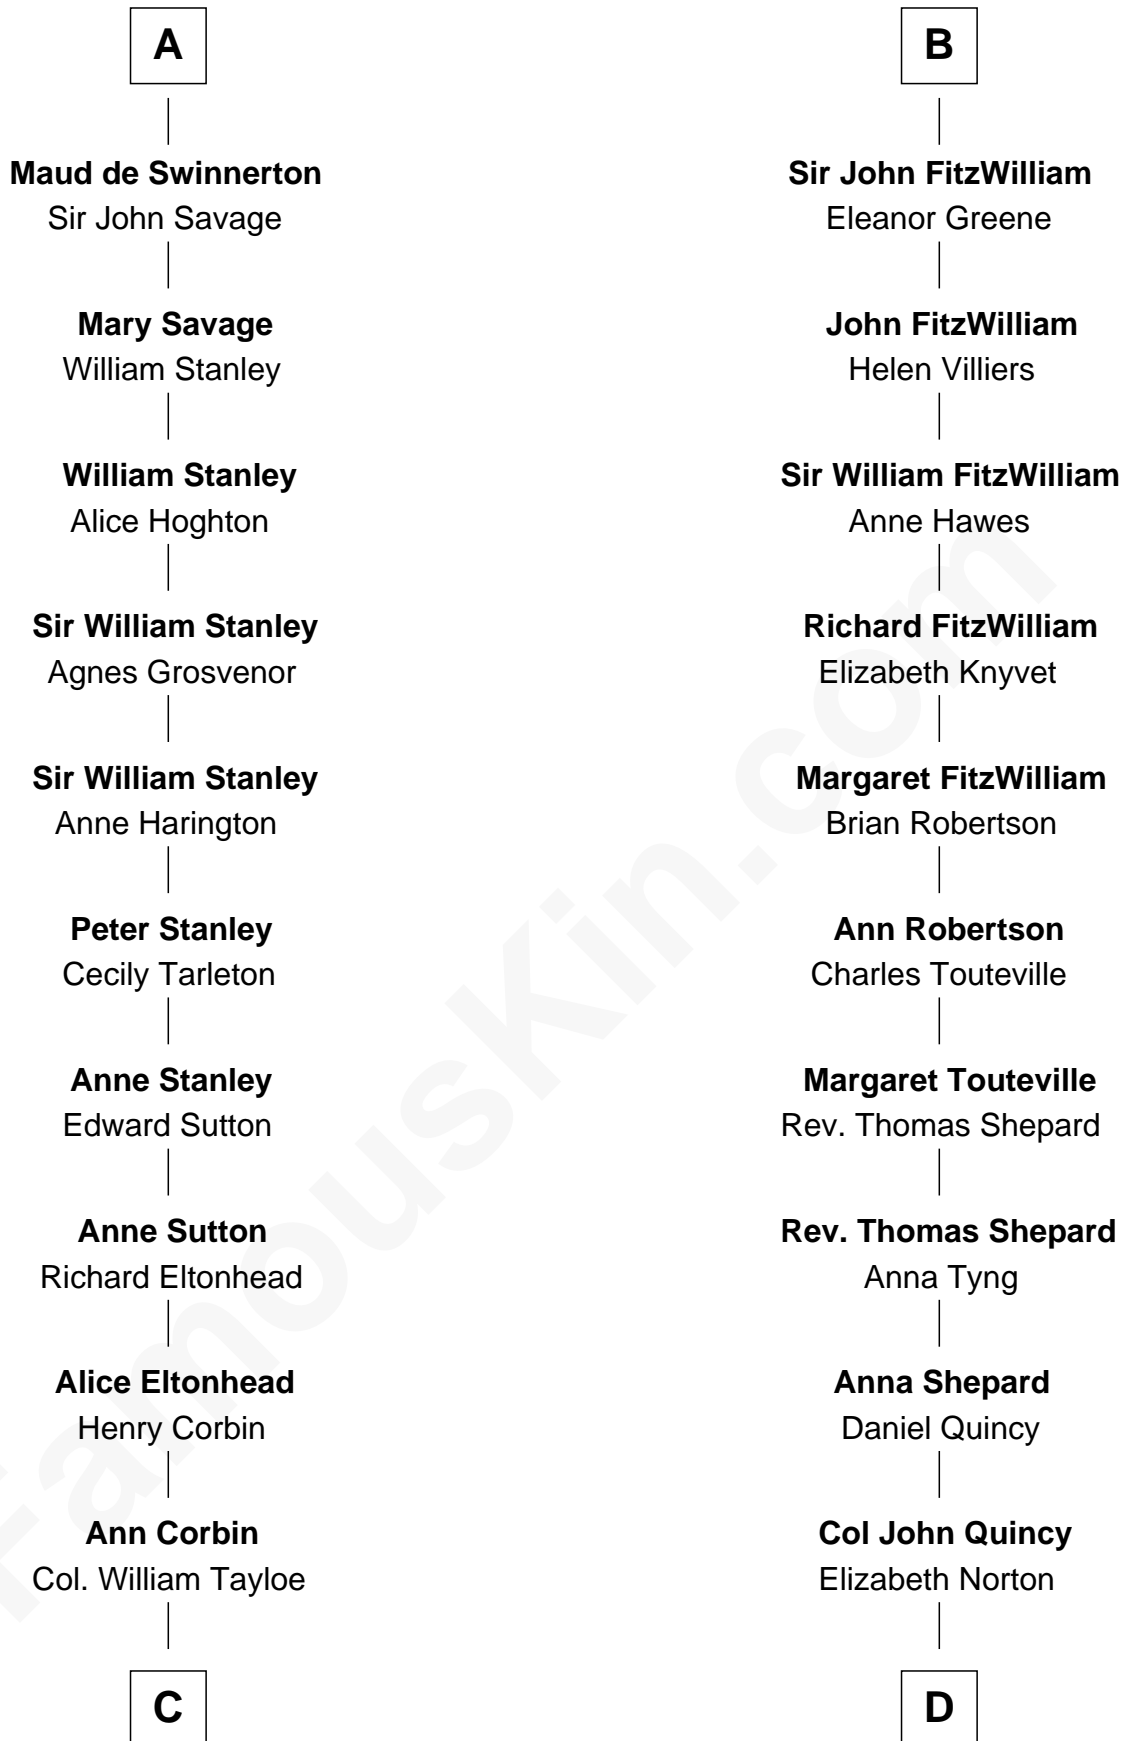 A
Maud de Swinnerton
Sir John Savage
Mary Savage
William Stanley
William Stanley
Alice Hoghton
Sir William Stanley
Agnes Grosvenor
Sir William Stanley
Anne Harington
Peter Stanley
Cecily Tarleton
Anne Stanley
Edward Sutton
Anne Sutton
Richard Eltonhead
Alice Eltonhead
Henry Corbin
Ann Corbin
Col. William Tayloe
C
B
Sir John FitzWilliam
Eleanor Greene
John FitzWilliam
Helen Villiers
Sir William FitzWilliam
Anne Hawes
Richard FitzWilliam
Elizabeth Knyvet
Margaret FitzWilliam
Brian Robertson
Ann Robertson
Charles Touteville
Margaret Touteville
Rev. Thomas Shepard
Rev. Thomas Shepard
Anna Tyng
Anna Shepard
Daniel Quincy
Col John Quincy
Elizabeth Norton
D
FamousKin.com